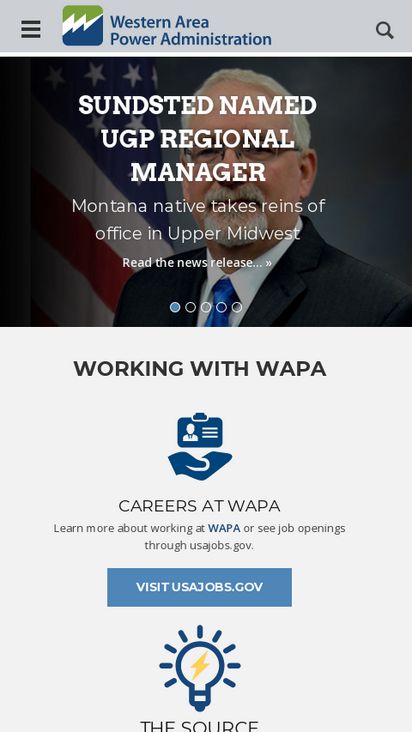 Western Area
Power Administration
SUNDSTED NAMED
UGP REGIONAL
MANAGER
Montana native takes reins of
office in Upper Midwest
Read the news release... »
WORKING WITH WAPA
CAREERS AT WAPA
Learn more about working at WAPA or see job openings
through usajobs.gov.
VISIT USAJOBS.GOV
THE SOURCE